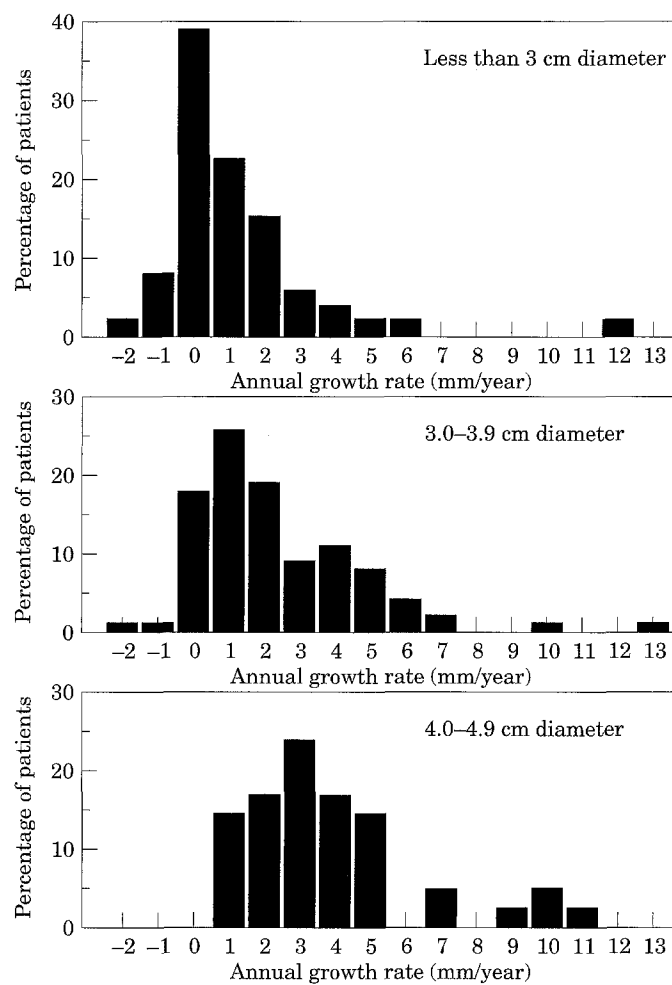 40
Less than 3 cm diameter
30
20
10
0
Percentage of patients
–2 –1 0 1 2 3 4 5 6 7 8 9 10 11 12 13
Annual growth rate (mm/year)
30
3.0–3.9 cm diameter
20
10
0
Percentage of patients
–2 –1 0 1 2 3 4 5 6 7 8 9 10 11 12 13
Annual growth rate (mm/year)
30
4.0–4.9 cm diameter
20
10
0
Percentage of patients
–2 –1 0 1 2 3 4 5 6 7 8 9 10 11 12 13
Annual growth rate (mm/year)